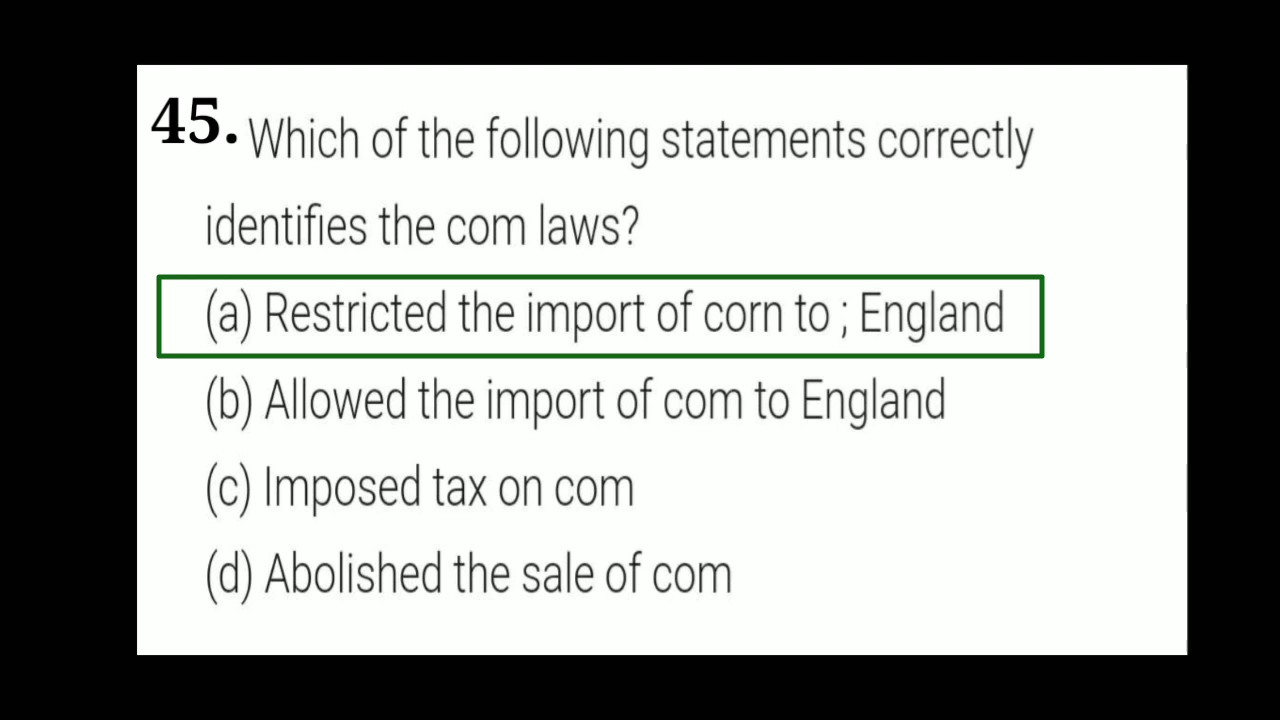 45. Which of the following statements correctly
identifies the com laws?
(a) Restricted the import of corn to ; England
(b) Allowed the import of com to England
(c) Imposed tax on com
(d) Abolished the sale of com